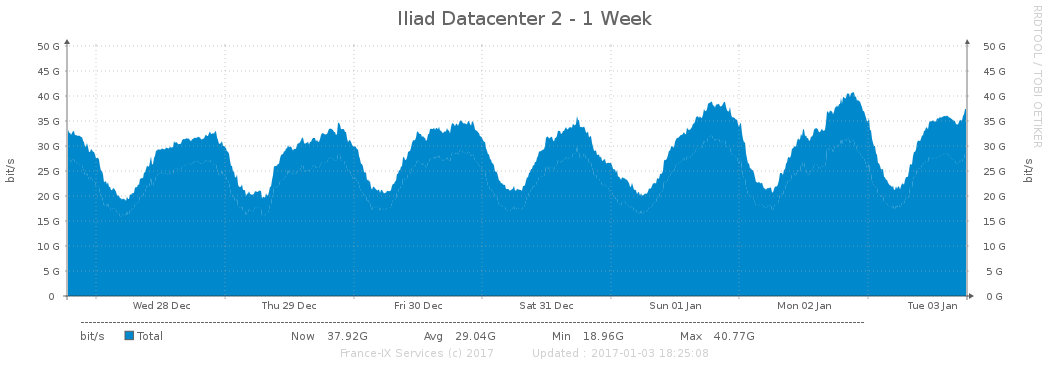 Iliad Datacenter 2 - 1 Week
RRDTOOL / TOBI OETIKER
bit/s
50 G
45 G
40 G
35 G
30 G
25 G
20 G
15 G
10 G
5 G
0
50 G
45 G
40 G
35 G
30 G
25 G
20 G
15 G
10 G
5 G
0 G
bit/s
Wed 28 Dec Thu 29 Dec Fri 30 Dec Sat 31 Dec Sun 01 Jan Mon 02 Jan Tue 03 Jan
bit/s Total Now 37.92G Avg 29.04G Min 18.96G Max 40.77G
France-IX Services (c) 2017 Updated : 2017-01-03 18:25:08